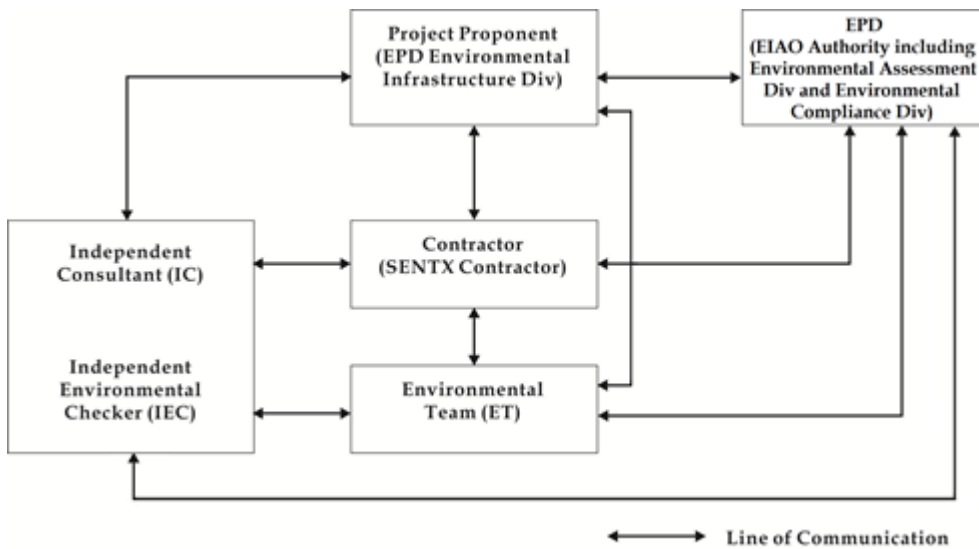 Project Proponent
(EPD Environmental
Infrastructure Div)
EPD
(EIAO Authority including
Environmental Assessment
Div and Environmental
Compliance Div)
Independent
Consultant (IC)
Contractor
(SENTX Contractor)
Independent
Environmental
Checker (IEC)
Environmental
Team (ET)
Line of Communication